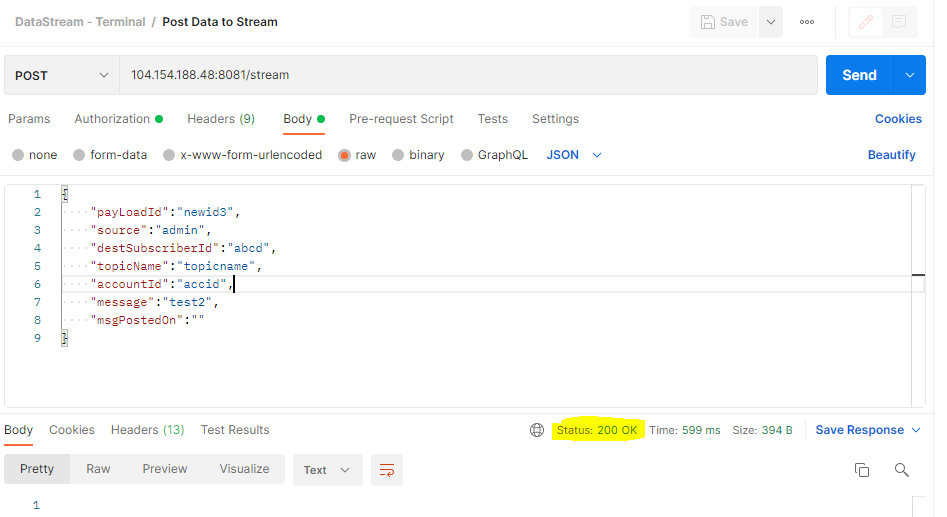 DataStream - Terminal / Post Data to Stream
Save
POST
104.154.188.48:8081/stream
Send
Params Authorization Headers (9) Body Pre-request Script Tests Settings Cookies
none form-data x-www-form-urlencoded raw binary GraphQL JSON Beautify
1 {
2 "payLoadId":"newid3",
3 "source":"admin",
4 "destSubscriberId":"abcd",
5 "topicName":"topicname",
6 "accountId":"accid",
7 "message":"test2",
8 "msgPostedOn":""
9 }
Body Cookies Headers (13) Test Results Status: 200 OK Time: 599 ms Size: 394 B Save Response
Pretty Raw Preview Visualize Text
1